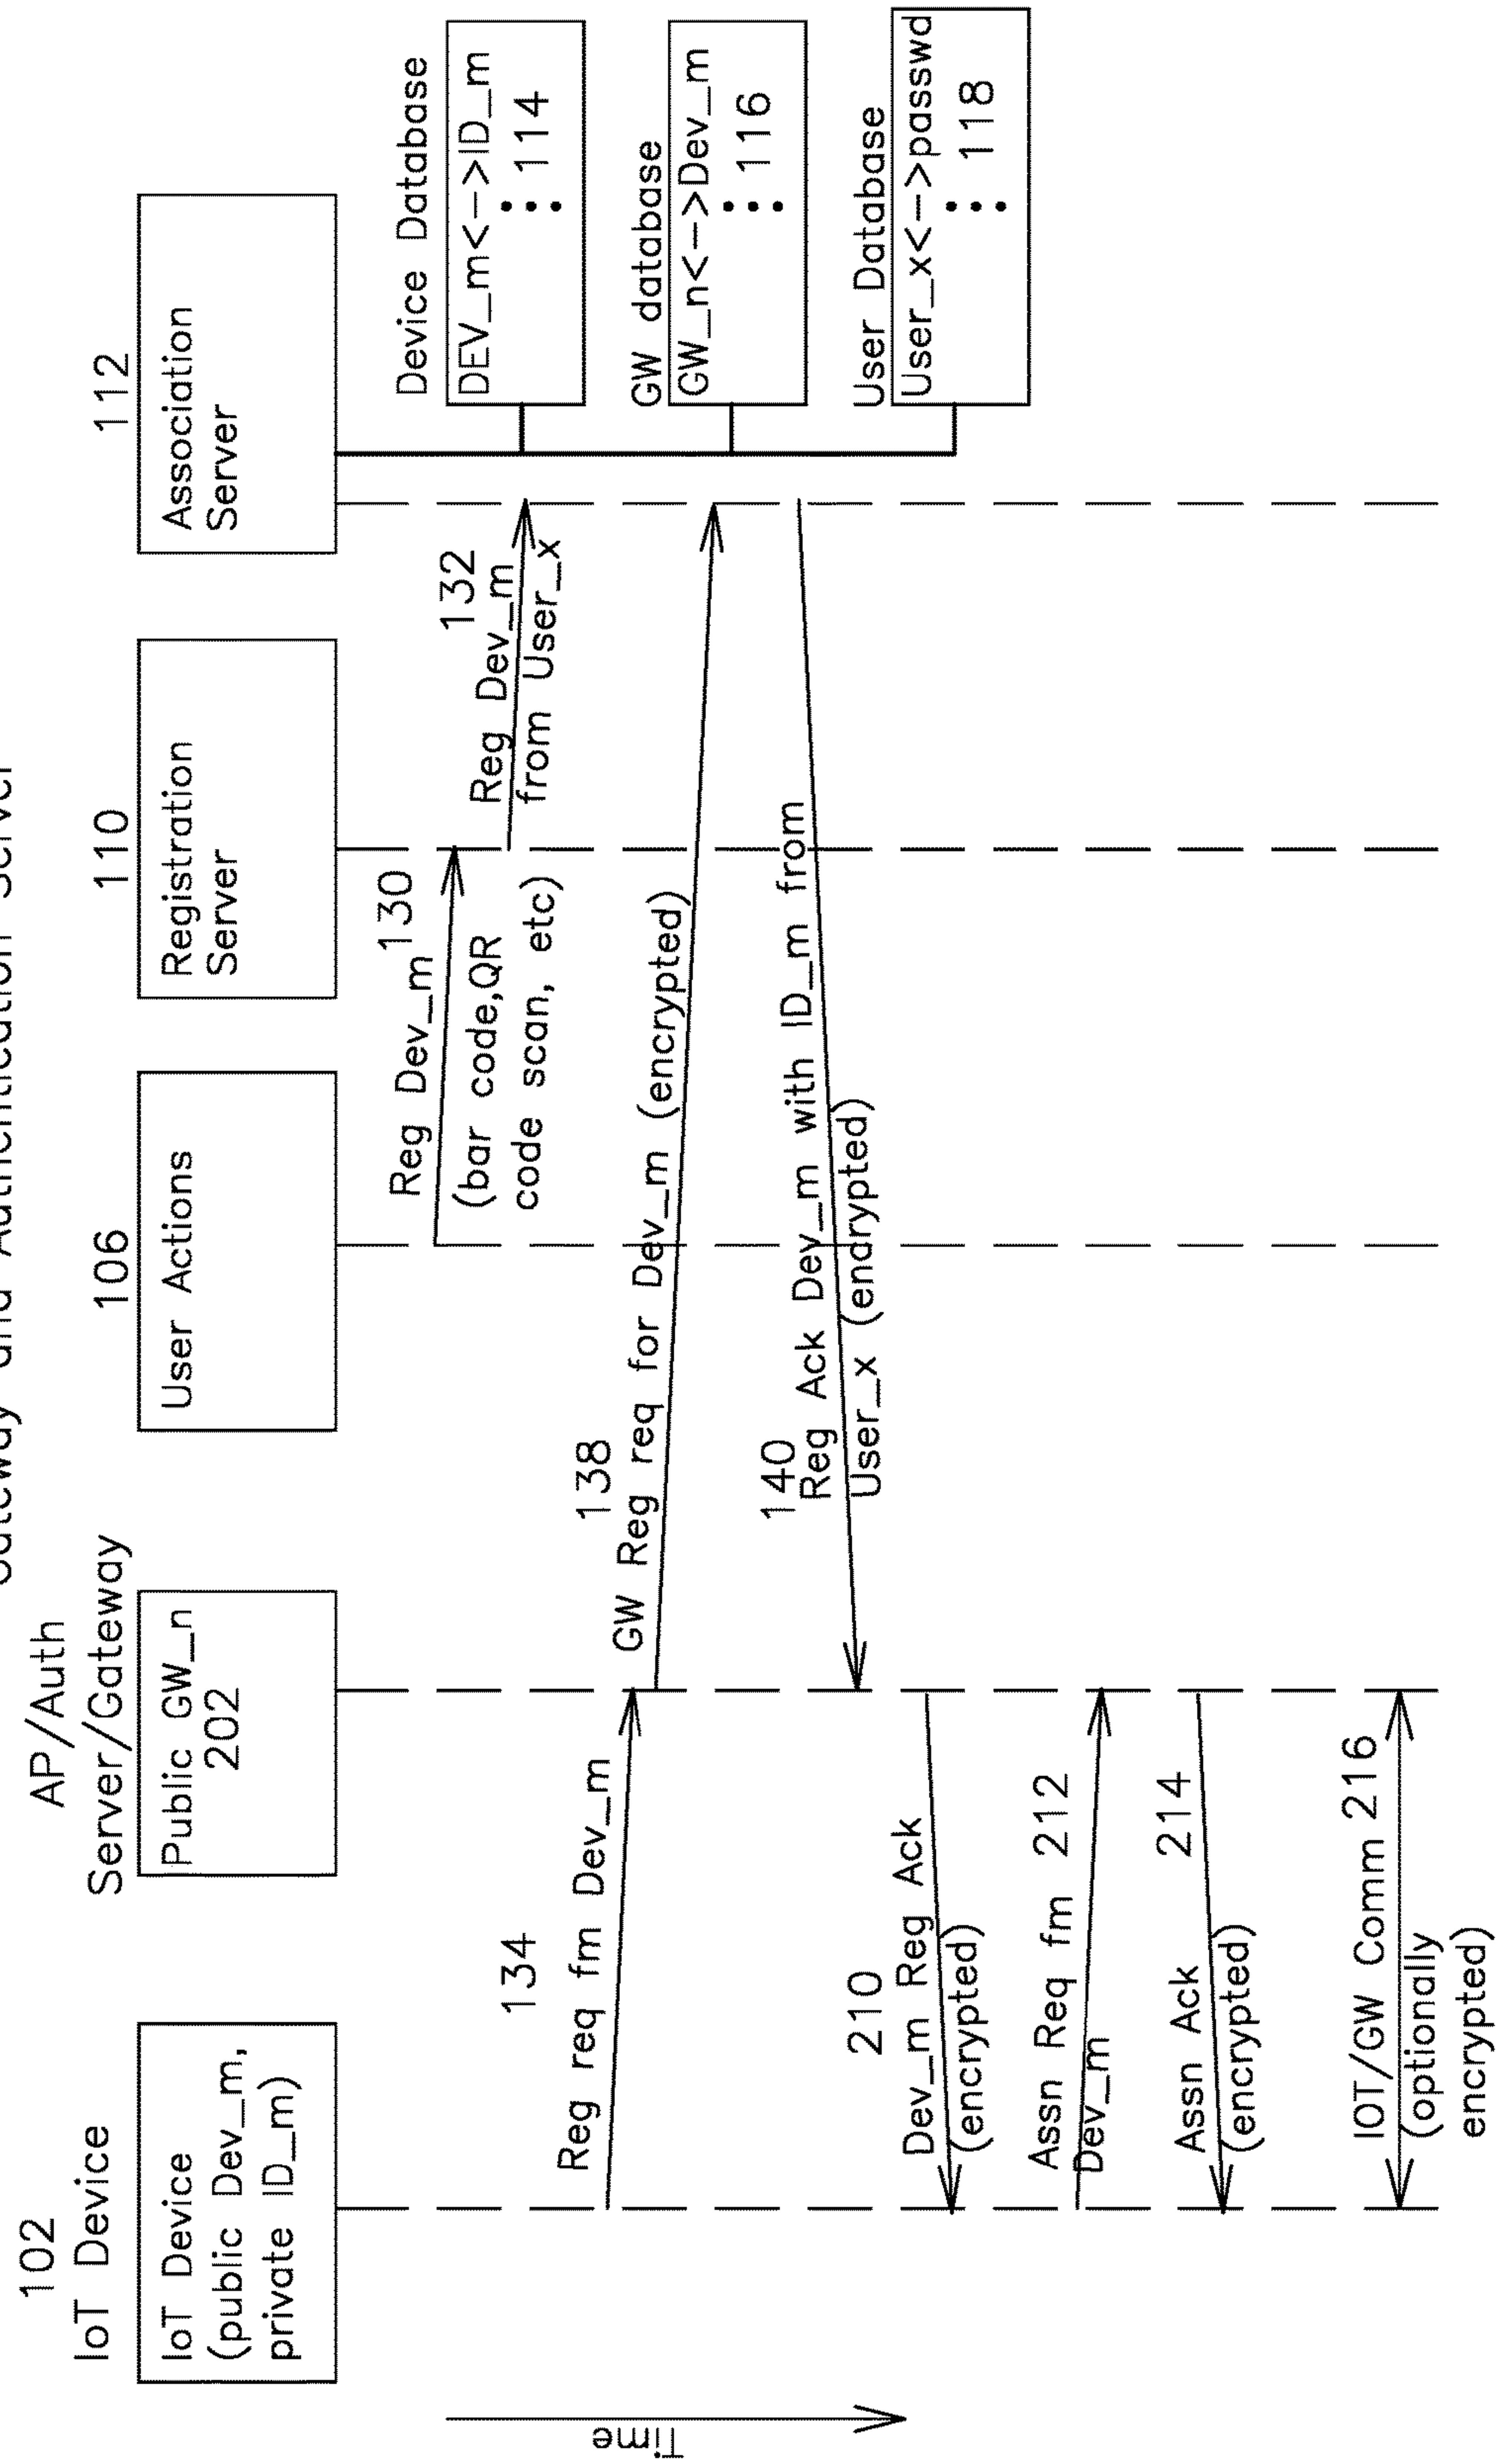 Gateway and Authentication Server
102
IoT Device
IoT Device
(public Dev_m,
private ID_m)
AP/Auth
Server/Gateway
Public GW_n
202
106
User Actions
110
Registration
Server
112
Association
Server
Device Database
DEV_m<->ID_m
114
GW database
GW_n<->Dev_m
116
User Database
User_x<->passwd
118
Time
Reg Dev_m 130
(bar code,QR
code scan, etc)
132
Reg Dev_m
from User_x
134
Reg req fm Dev_m
138
GW Reg req for Dev_m (encrypted)
140
Reg Ack Dev_m with ID_m from
User_x (encrypted)
210
Dev_m Reg Ack
(encrypted)
Assn Req fm 212
Dev_m
214
Assn Ack
(encrypted)
IOT/GW Comm 216
(optionally
encrypted)